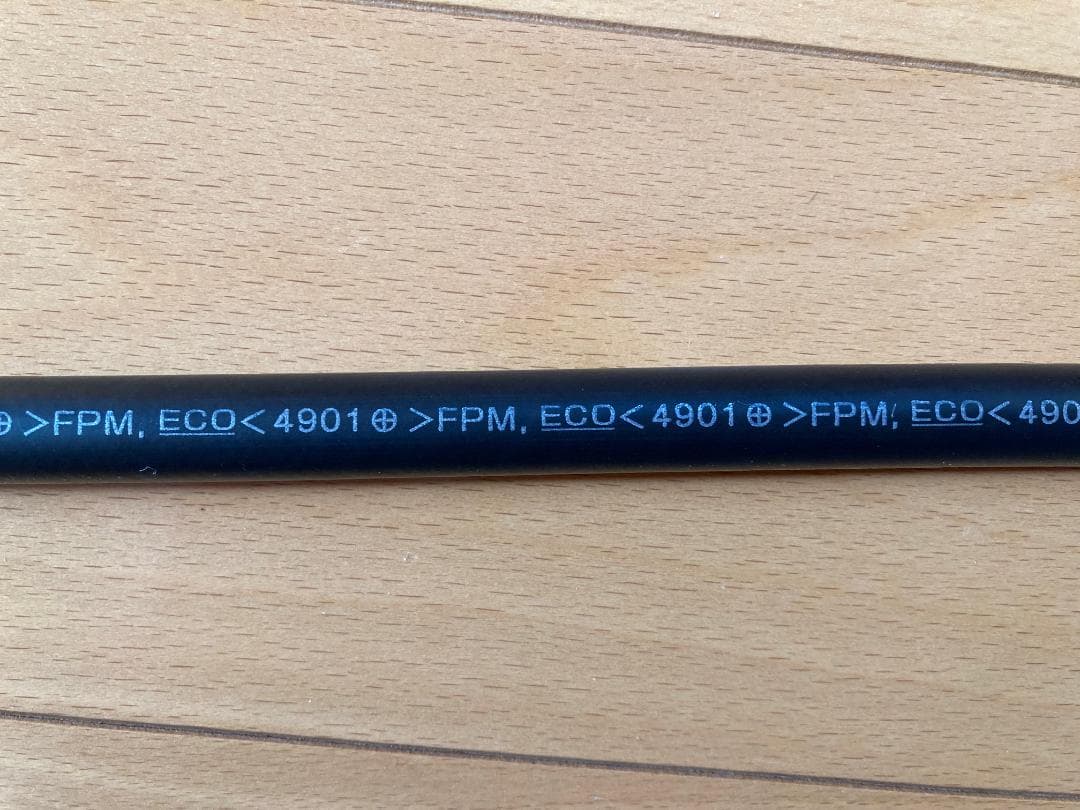 ⊕ >FPM, ECO< 4901 ⊕ >FPM, ECO< 4901 ⊕ >FPM, ECO< 490